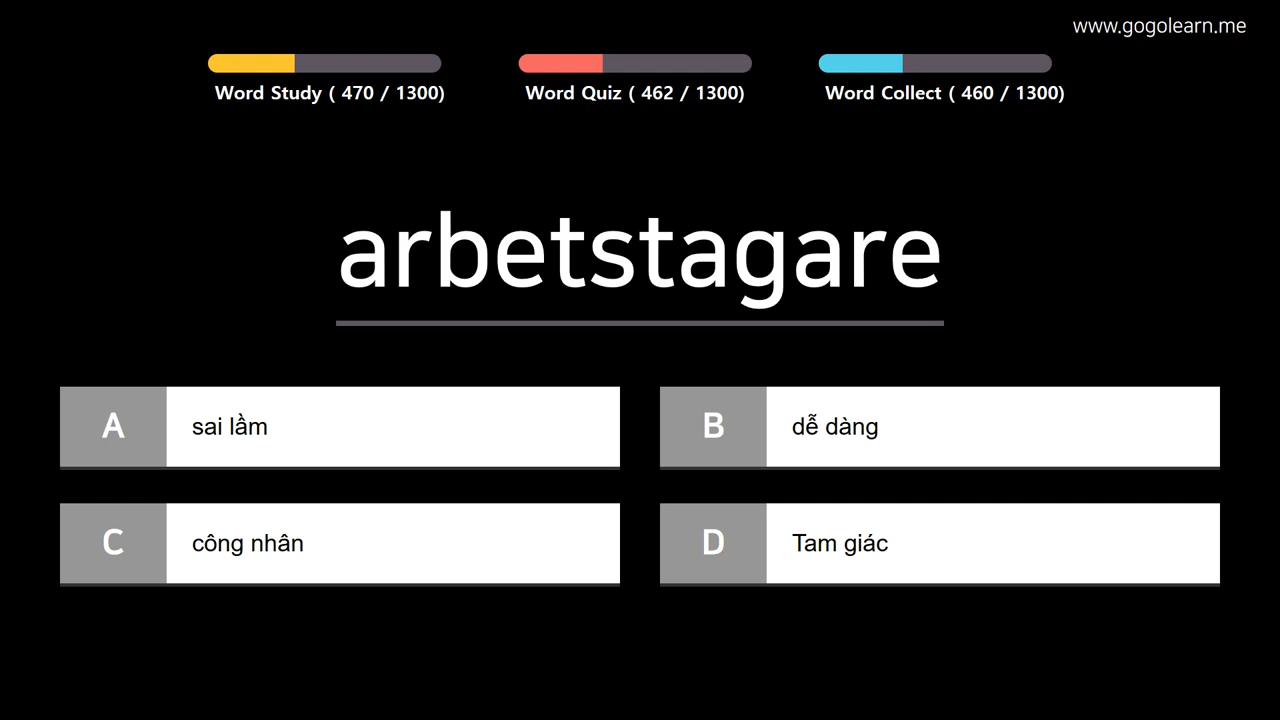 www.gogolearn.me
Word Study ( 470 / 1300)
Word Quiz ( 462 / 1300)
Word Collect ( 460 / 1300)
arbetstagare
A
sai lầm
B
dễ dàng
C
công nhân
D
Tam giác